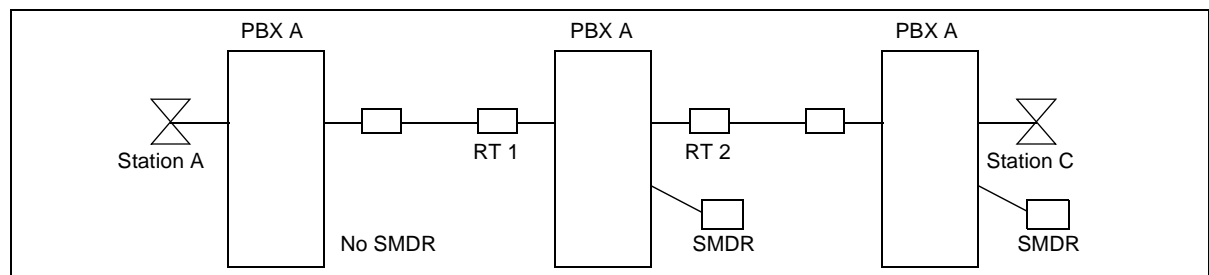 PBX A
PBX A
PBX A
Station A
RT 1
RT 2
Station C
No SMDR
SMDR
SMDR